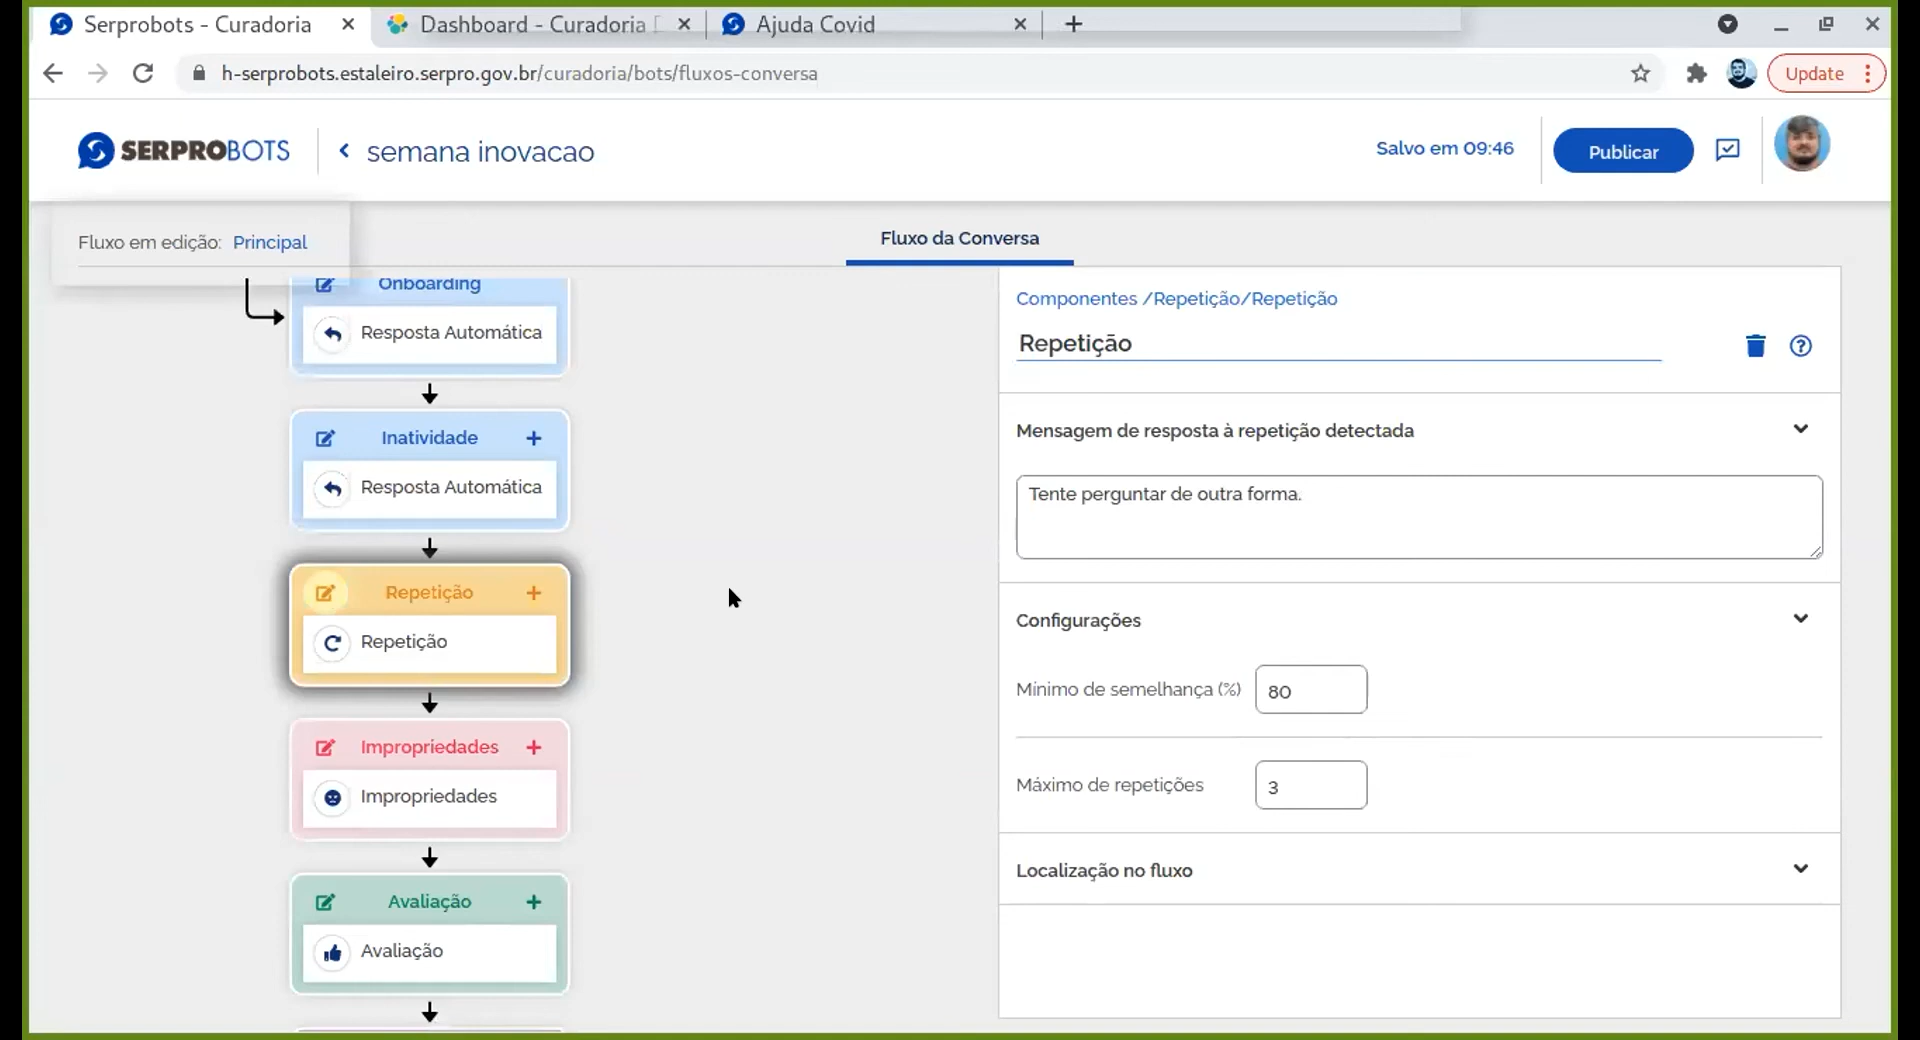 Serprobots - Curadoria
Dashboard - Curadoria
Ajuda Covid
h-serprobots.estaleiro.serpro.gov.br/curadoria/bots/fluxos-conversa
Update
SERPROBOTS
semana inovacao
Salvo em 09:46
Publicar
Fluxo em edição: Principal
Fluxo da Conversa
Onboarding
Resposta Automática
Inatividade
Resposta Automática
Repetição
Repetição
Impropriedades
Impropriedades
Avaliação
Avaliação
Componentes /Repetição/Repetição
Repetição
Mensagem de resposta à repetição detectada
Tente perguntar de outra forma.
Configurações
Mínimo de semelhança (%) 80
Máximo de repetições 3
Localização no fluxo